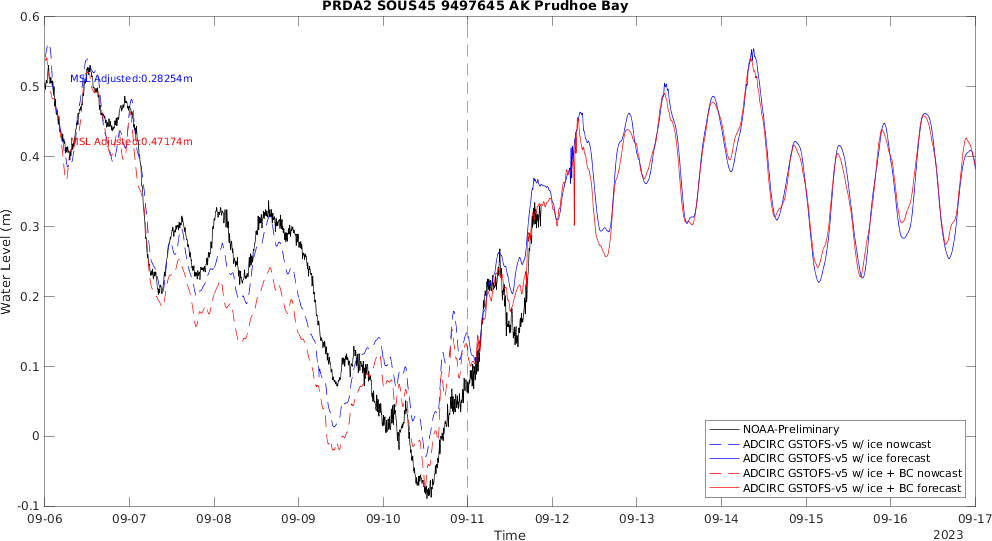 PRDA2 SOUS45 9497645 AK Prudhoe Bay
0.6
0.5
0.4
0.3
0.2
0.1
0
-0.1
Water Level (m)
MSL Adjusted:0.28254m
MSL Adjusted:0.47174m
NOAA-Preliminary
ADCIRC GSTOFS-v5 w/ ice nowcast
ADCIRC GSTOFS-v5 w/ ice forecast
ADCIRC GSTOFS-v5 w/ ice + BC nowcast
ADCIRC GSTOFS-v5 w/ ice + BC forecast
09-06 09-07 09-08 09-09 09-10 09-11 09-12 09-13 09-14 09-15 09-16 09-17
Time
2023